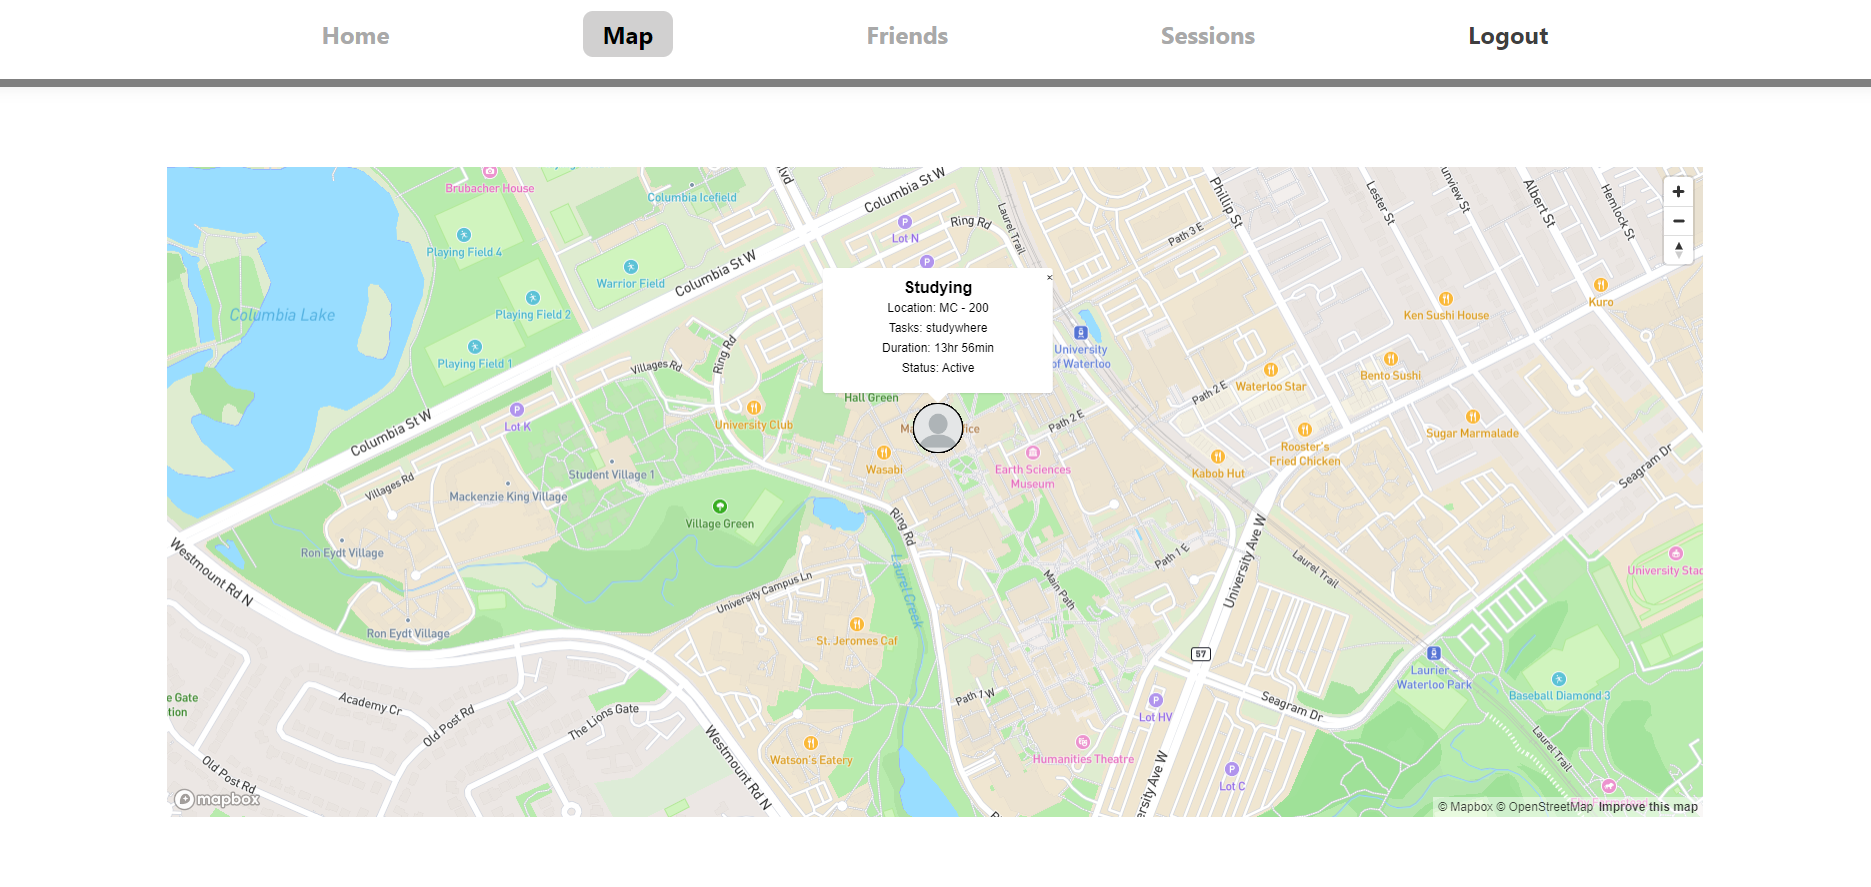 Home
Map
Friends
Sessions
Logout
Brubacher House
Columbia Icefield
Columbia St W
Ring Rd
Laurel Trail
Phillip St
Lester St
Albert St
Hemlock St
Path 3 E
Lot N
Playing Field 4
Warrior Field
Columbia St W
Playing Field 2
Columbia Lake
Playing Field 1
Studying
×
Location: MC - 200
Tasks: studywhere
Duration: 13hr 56min
Status: Active
University
of Waterloo
Ken Sushi House
Kuro
Bento Sushi
Waterloo Star
Path 2 E
Villages Rd
Ring Rd
Hall Green
University Club
Lot K
Columbia St W
Path 2 E
Sugar Marmalade
Rooster's
Fried Chicken
Kabob Hut
Seagram Dr
Wasabi
Earth Sciences
Museum
Student Village 1
Mackenzie King Village
Villages Rd
Village Green
Ring Rd
Ron Eydt Village
Westmount Rd N
Laurel Creek
University Campus Ln
Main Path
Path 1 E
University Ave W
Laurel Trail
Ron Eydt Village
St. Jeromes Caf
57
Laurier –
Waterloo Park
Baseball Diamond 3
Academy Cr
Old Post Rd
The Lions Gate
Path 1 W
Lot HV
Seagram Dr
Westmount Rd N
Watson's Eatery
Humanities Theatre
Lot C
Laurel Trail
Old Post Rd
mapbox
© Mapbox © OpenStreetMap Improve this map